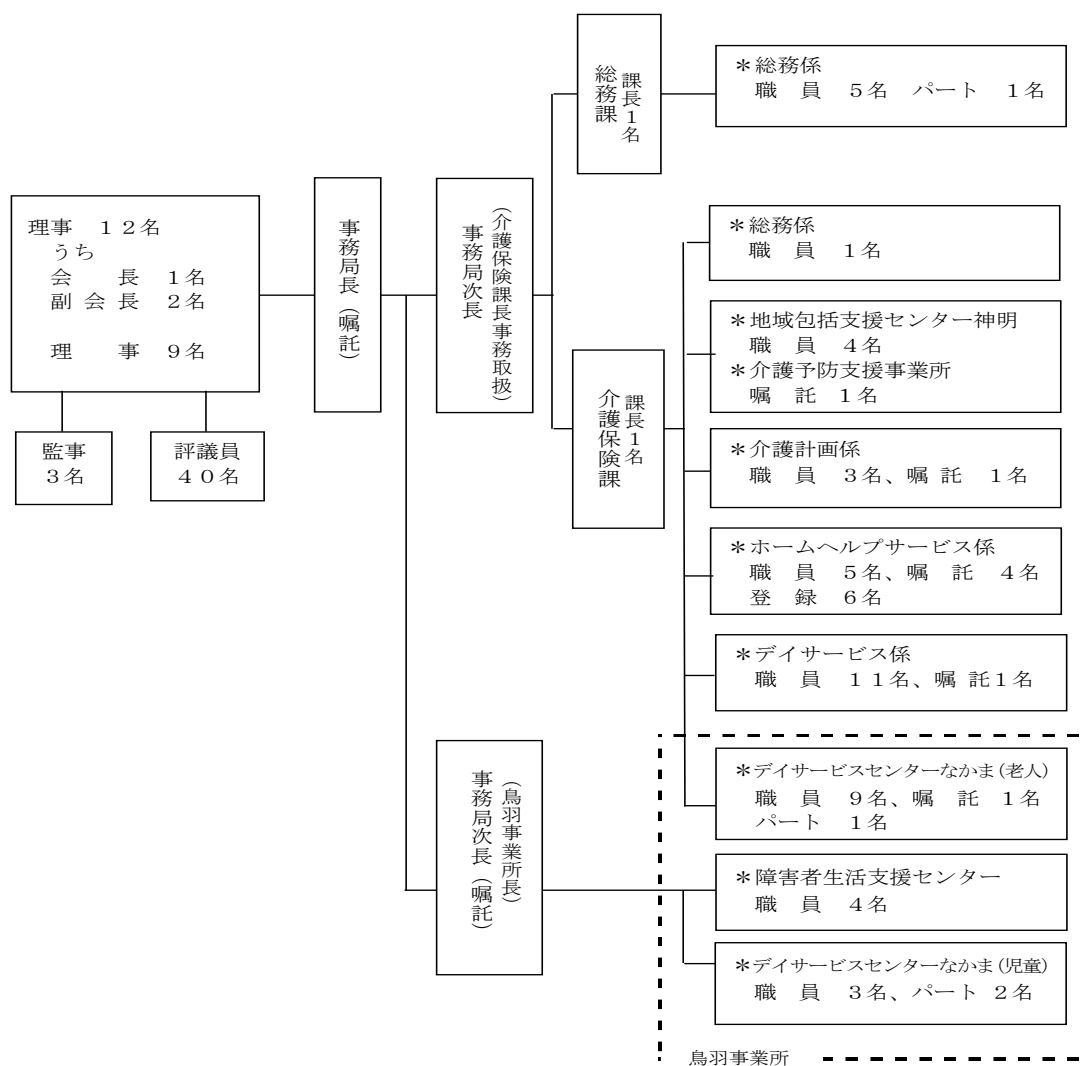 理事 １２名
うち
会 長 １名
副会長 ２名
理 事 ９名
監事
３名
評議員
４０名
事務局長（嘱託）
（介護保険課長事務取扱）
事務局次長
課長１名
総務課
＊総務係
職 員 ５名 パート １名
課長１名
介護保険課
＊総務係
職 員 １名
＊地域包括支援センター神明
職 員 ４名
＊介護予防支援事業所
嘱 託 １名
＊介護計画係
職 員 ３名、嘱 託 １名
＊ホームヘルプサービス係
職 員 ５名、嘱 託 ４名
登 録 ６名
＊デイサービス係
職 員 １１名、嘱 託１名
＊デイサービスセンターなかま（老人）
職 員 ９名、嘱 託 １名
パート １名
（鳥羽事業所長）
事務局次長（嘱託）
＊障害者生活支援センター
職 員 ４名
＊デイサービスセンターなかま（児童）
職 員 ３名、パート ２名
鳥羽事業所